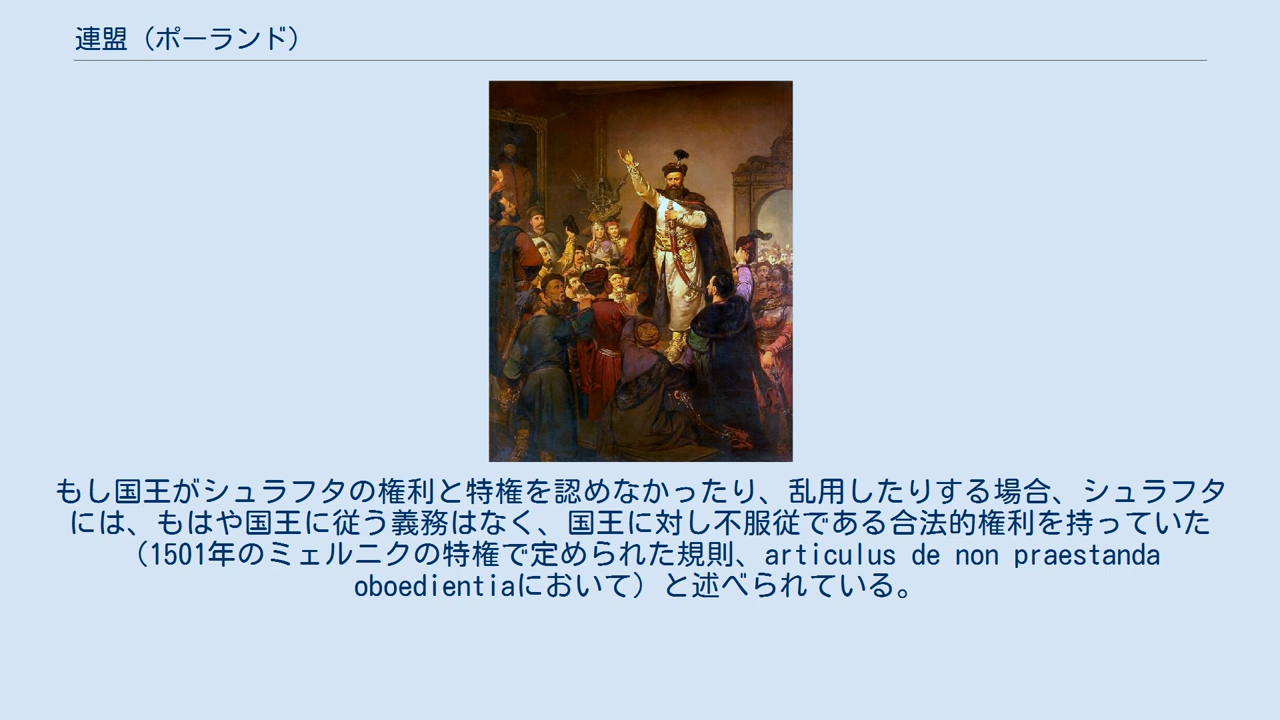 連盟（ポーランド）
もし国王がシュラフタの権利と特権を認めなかったり、乱用したりする場合、シュラフタ
には、もはや国王に従う義務はなく、国王に対し不服従である合法的権利を持っていた
（1501年のミェルニクの特権で定められた規則、articulus de non praestanda
oboedientiaにおいて）と述べられている。